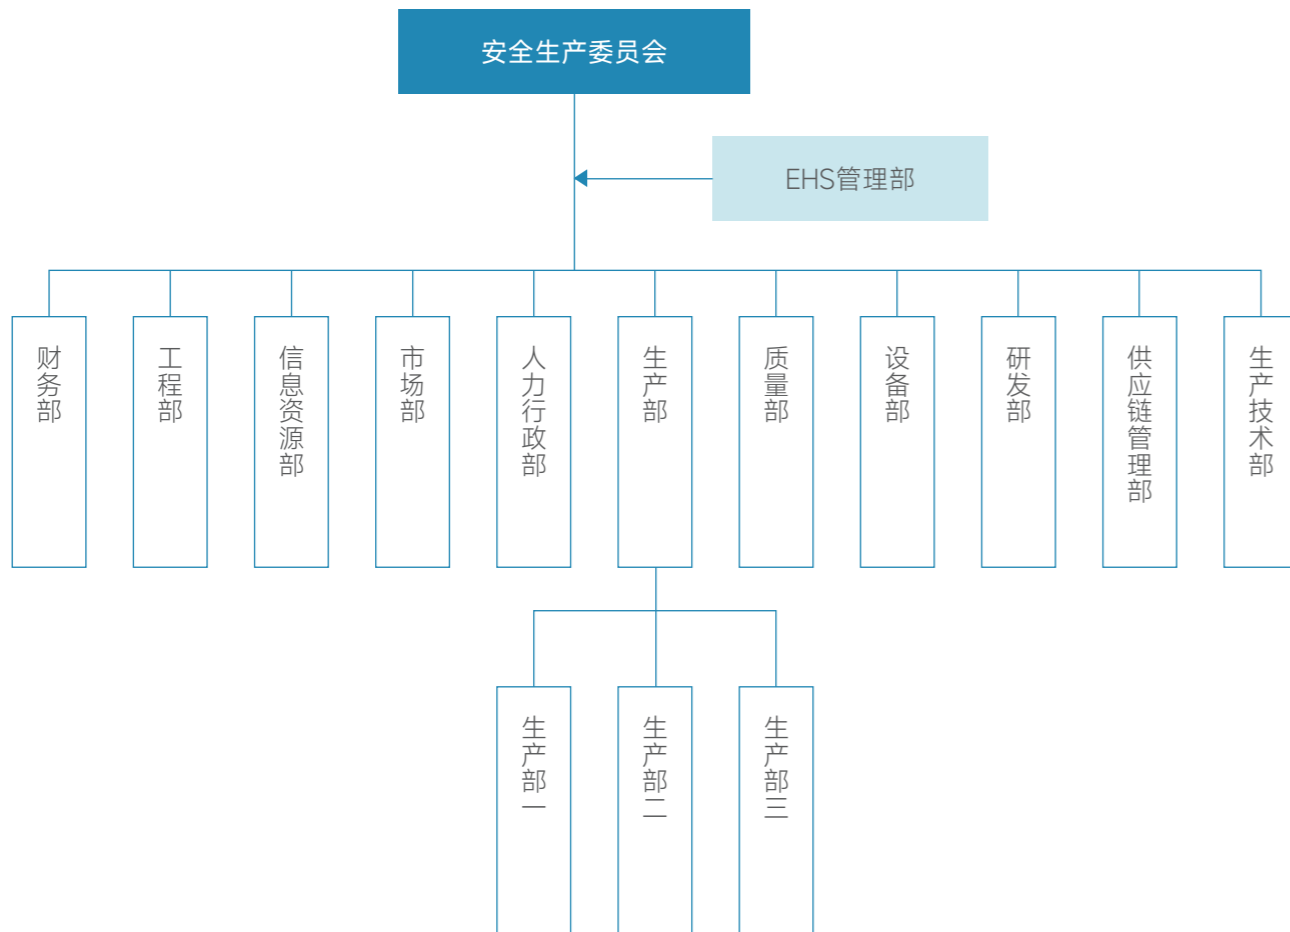 安全生产委员会
EHS管理部
财务部
工程部
信息资源部
市场部
人力行政部
生产部
质量部
设备部
研发部
供应链管理部
生产技术部
生产部一
生产部二
生产部三